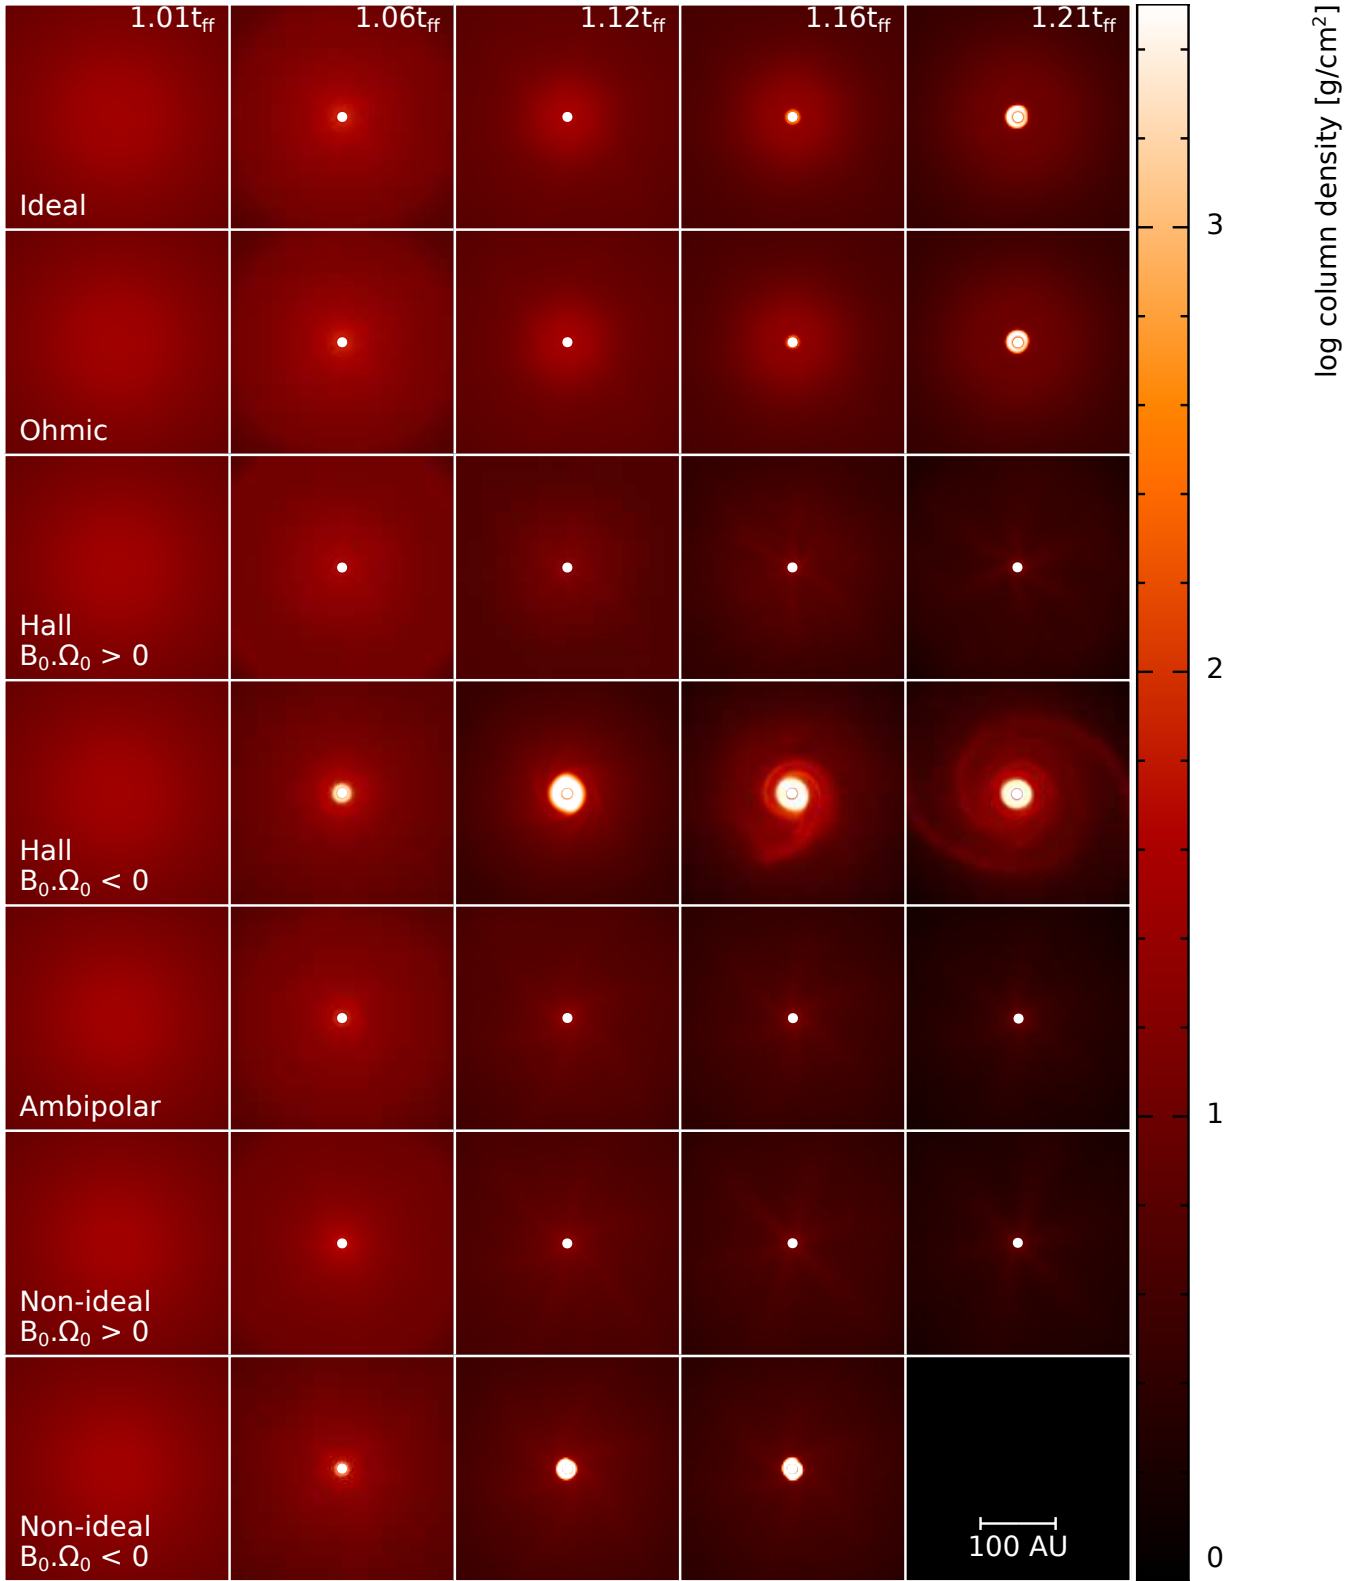 1.01t_ff 1.06t_ff 1.12t_ff 1.16t_ff 1.21t_ff
Ideal
Ohmic
Hall
B₀.Ω₀ > 0
Hall
B₀.Ω₀ < 0
Ambipolar
Non-ideal
B₀.Ω₀ > 0
Non-ideal
B₀.Ω₀ < 0
100 AU
3
2
1
0
log column density [g/cm²]